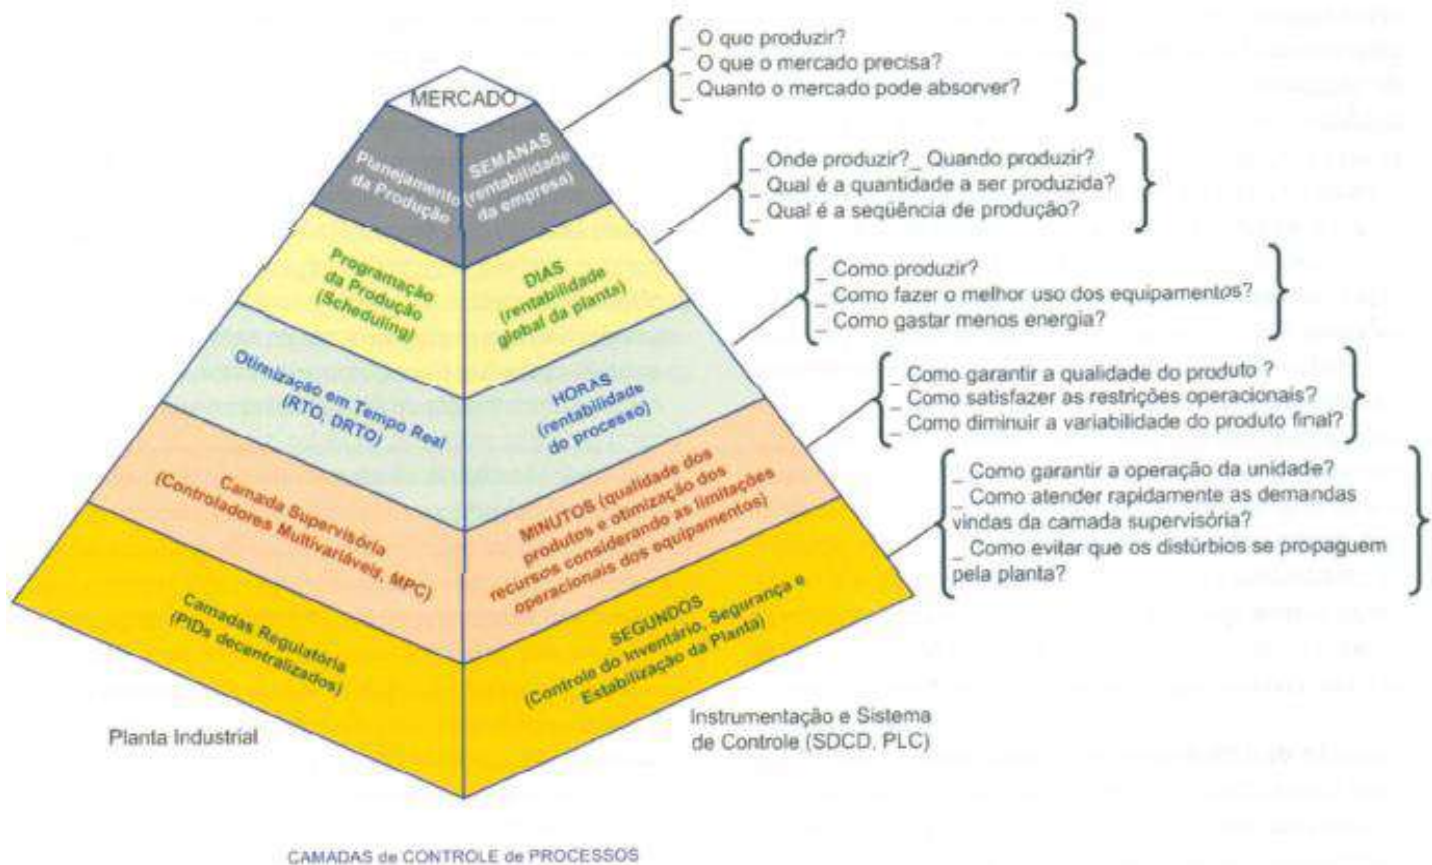 MERCADO
Planejamento
da Produção
SEMANAS
(rentabilidade
da empresa)
_ O que produzir?
_ O que o mercado precisa?
_ Quanto o mercado pode absorver?
Programação
da Produção
(Scheduling)
DIAS
(rentabilidade
global da planta)
_ Onde produzir?_ Quando produzir?
_ Qual é a quantidade a ser produzida?
_ Qual é a seqüência de produção?
Otimização em Tempo Real
(RTO, DRTO)
HORAS
(rentabilidade
do processo)
_ Como produzir?
_ Como fazer o melhor uso dos equipamentos?
_ Como gastar menos energia?
Camada Supervisória
(Controladores Multivariáveis, MPC)
MINUTOS (qualidade dos
produtos e otimização dos
recursos considerando as limitações
operacionais dos equipamentos)
_ Como garantir a qualidade do produto ?
_ Como satisfazer as restrições operacionais?
_ Como diminuir a variabilidade do produto final?
Camadas Regulatória
(PIDs decentralizados)
SEGUNDOS
(Controle do Inventário, Segurança e
Estabilização da Planta)
_ Como garantir a operação da unidade?
_ Como atender rapidamente as demandas
vindas da camada supervisória?
_ Como evitar que os distúrbios se propaguem
pela planta?
Planta Industrial
Instrumentação e Sistema
de Controle (SDCD, PLC)
CAMADAS de CONTROLE de PROCESSOS